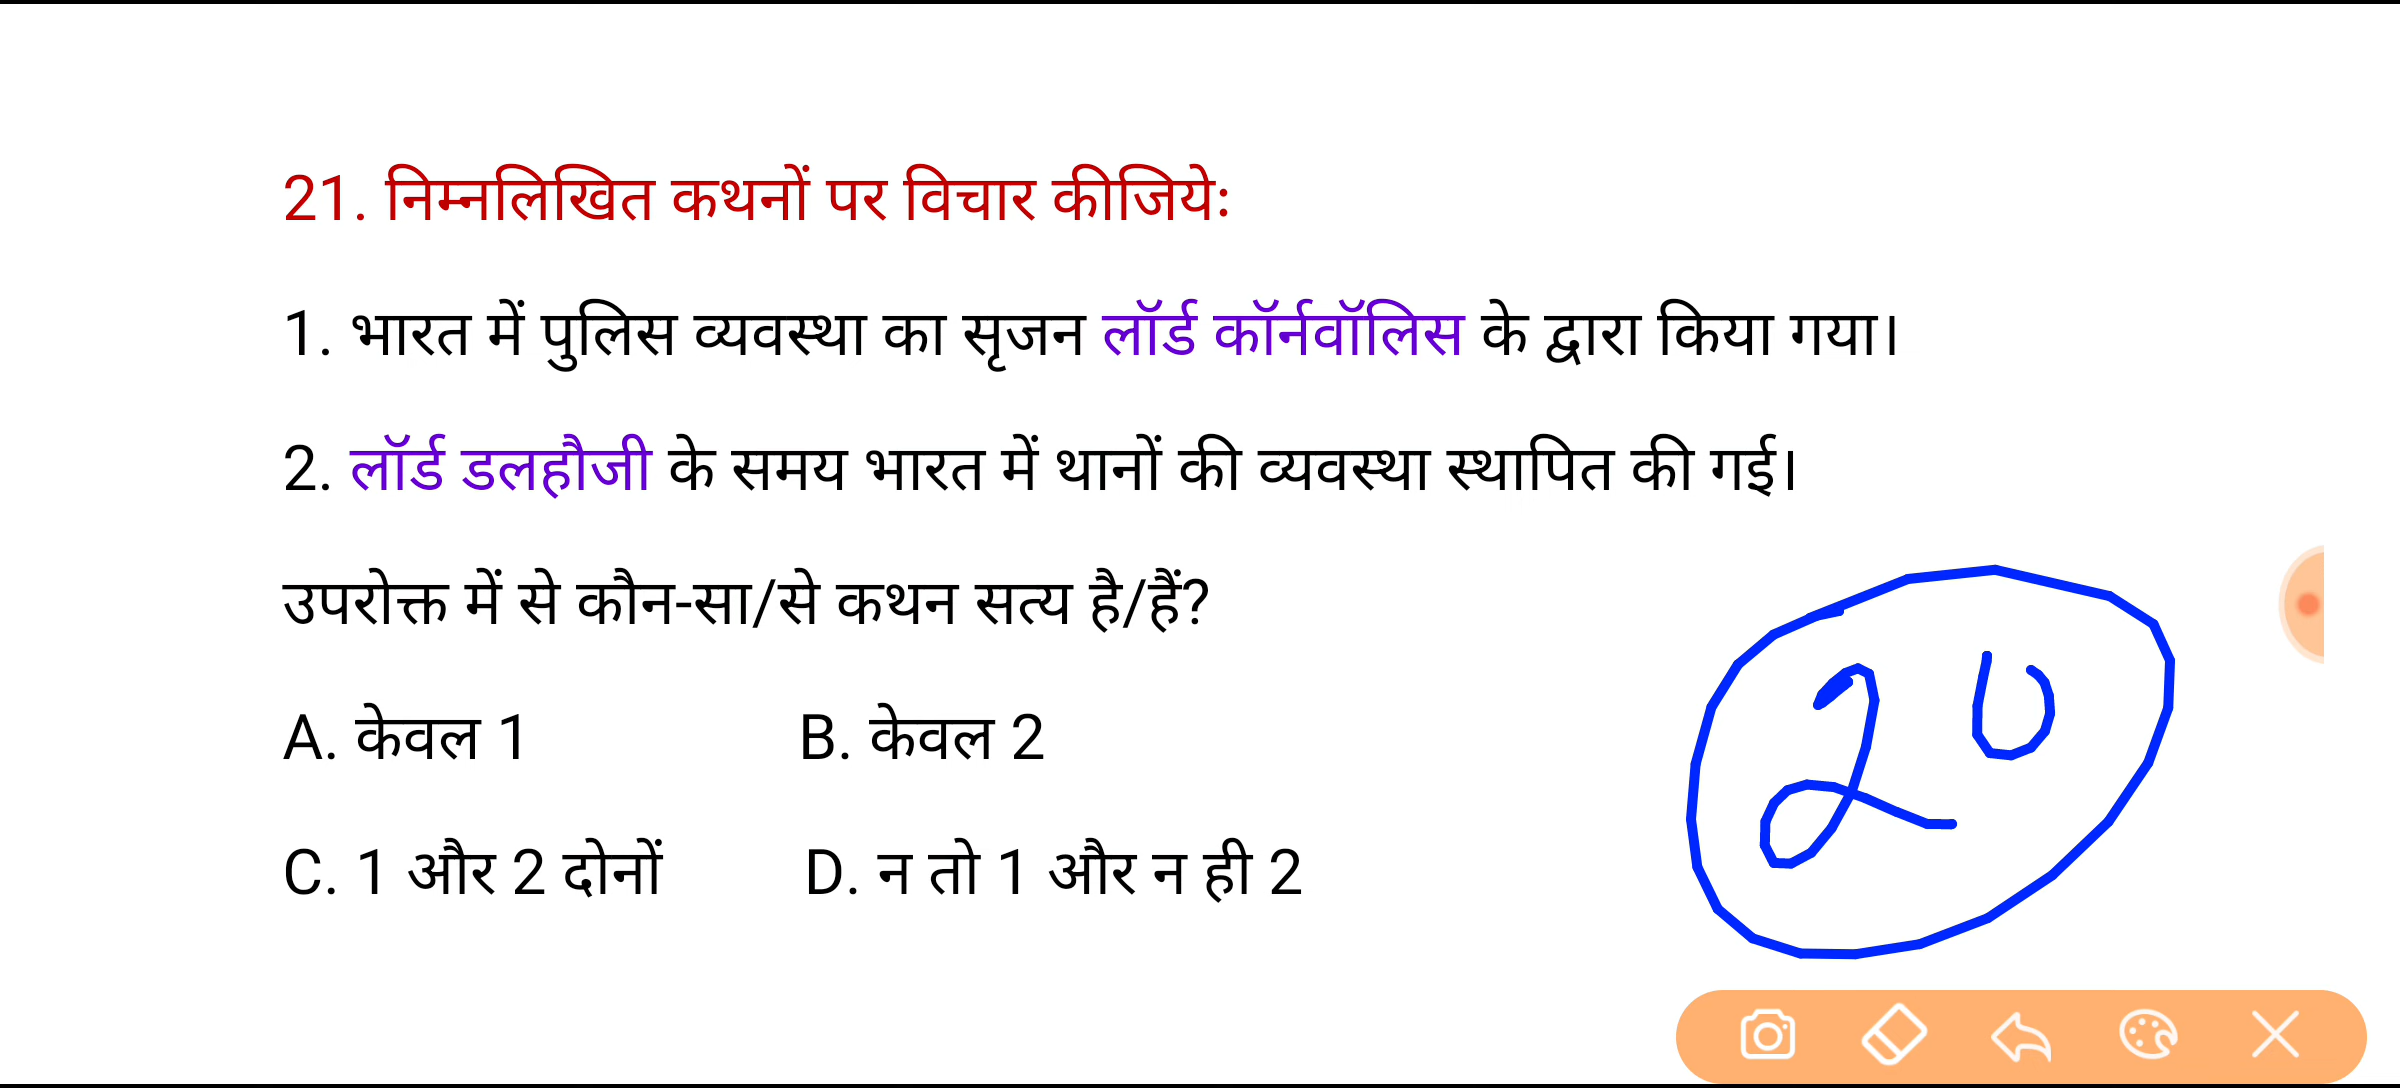 21. निम्नलिखित कथनों पर विचार कीजियेः
1. भारत में पुलिस व्यवस्था का सृजन लॉर्ड कॉर्नवॉलिस के द्वारा किया गया।
2. लॉर्ड डलहौजी के समय भारत में थानों की व्यवस्था स्थापित की गई।
उपरोक्त में से कौन-सा/से कथन सत्य है/हैं?
A. केवल 1 B. केवल 2
C. 1 और 2 दोनों D. न तो 1 और न ही 2
20